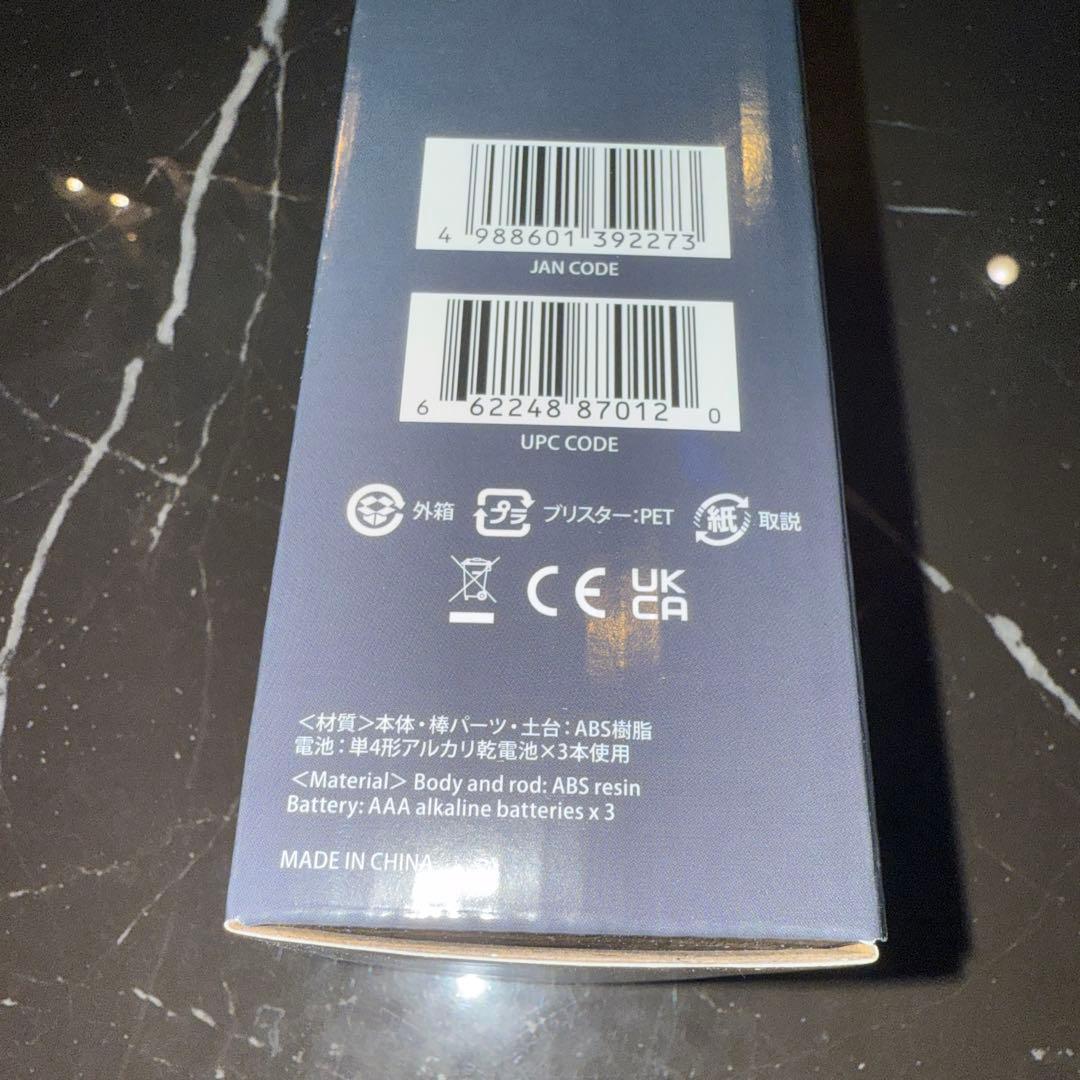 4 988601 392273
JAN CODE
6 62248 87012 0
UPC CODE
外箱 プラ ブリスター:PET 紙 取説
CE UK CA
＜材質＞本体・棒パーツ・土台：ABS樹脂
電池：単4形アルカリ乾電池×3本使用
＜Material＞ Body and rod: ABS resin
Battery: AAA alkaline batteries x 3
MADE IN CHINA